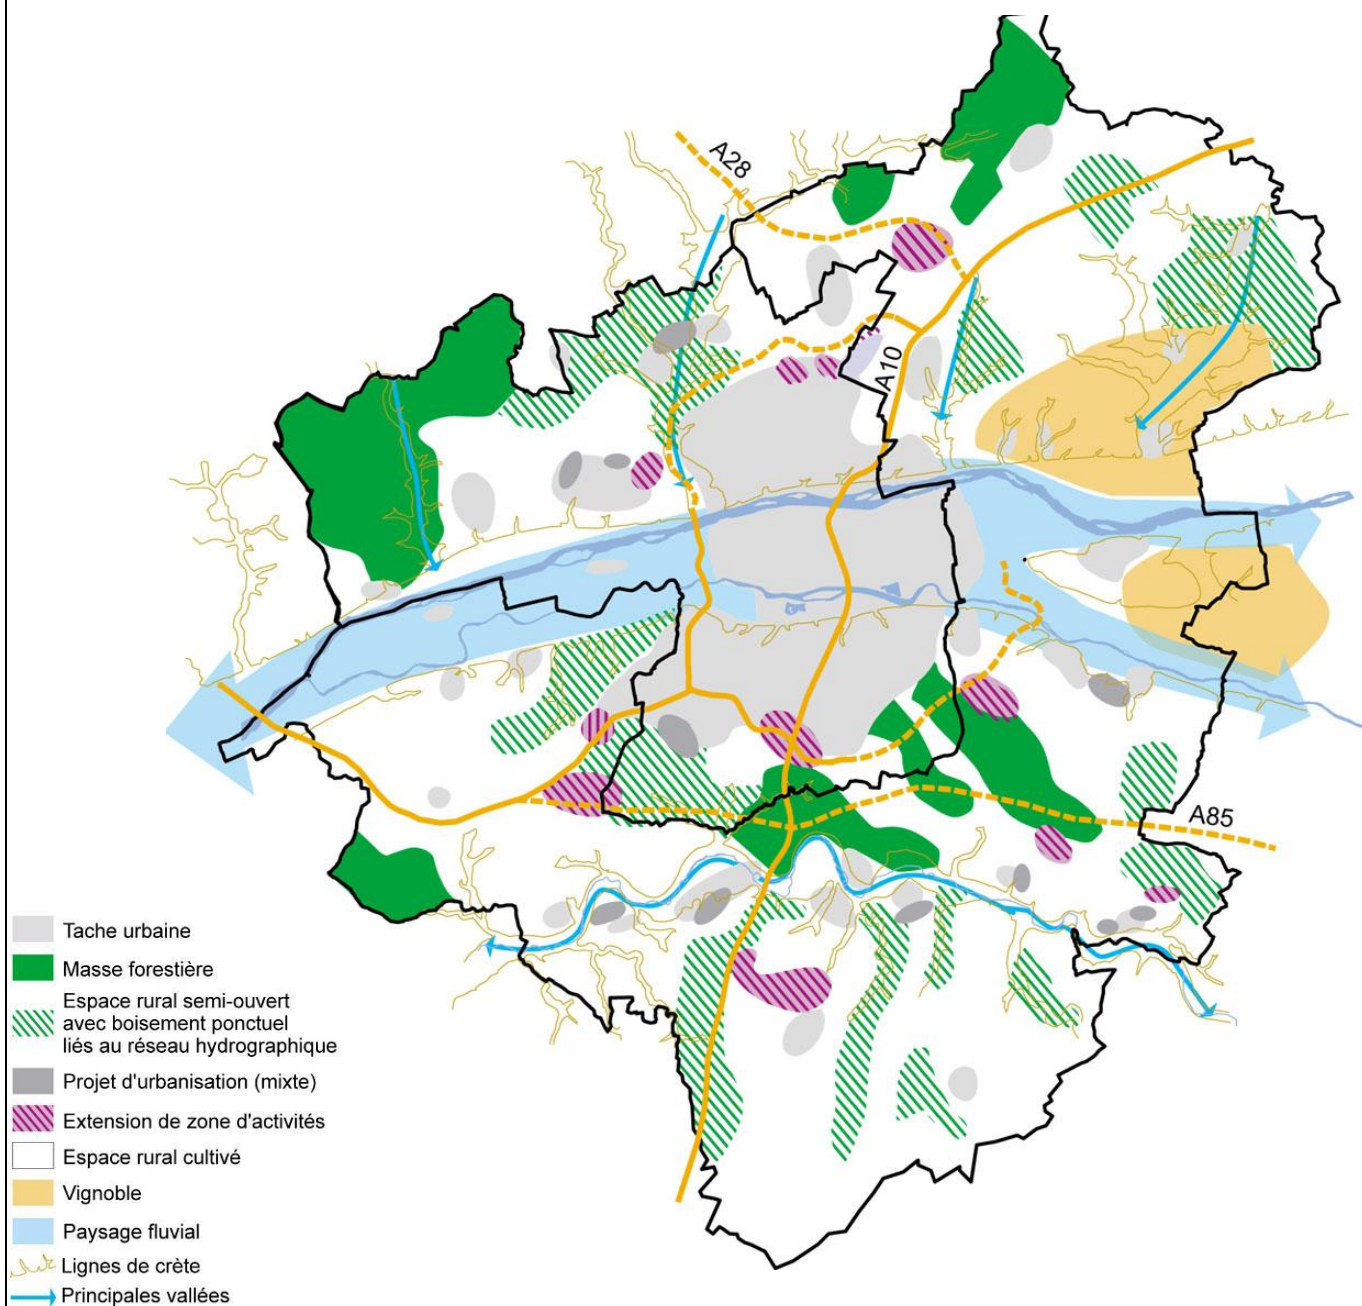 A28
A10
A85
Tache urbaine
Masse forestière
Espace rural semi-ouvert
avec boisement ponctuel
liés au réseau hydrographique
Projet d'urbanisation (mixte)
Extension de zone d'activités
Espace rural cultivé
Vignoble
Paysage fluvial
Lignes de crète
Principales vallées